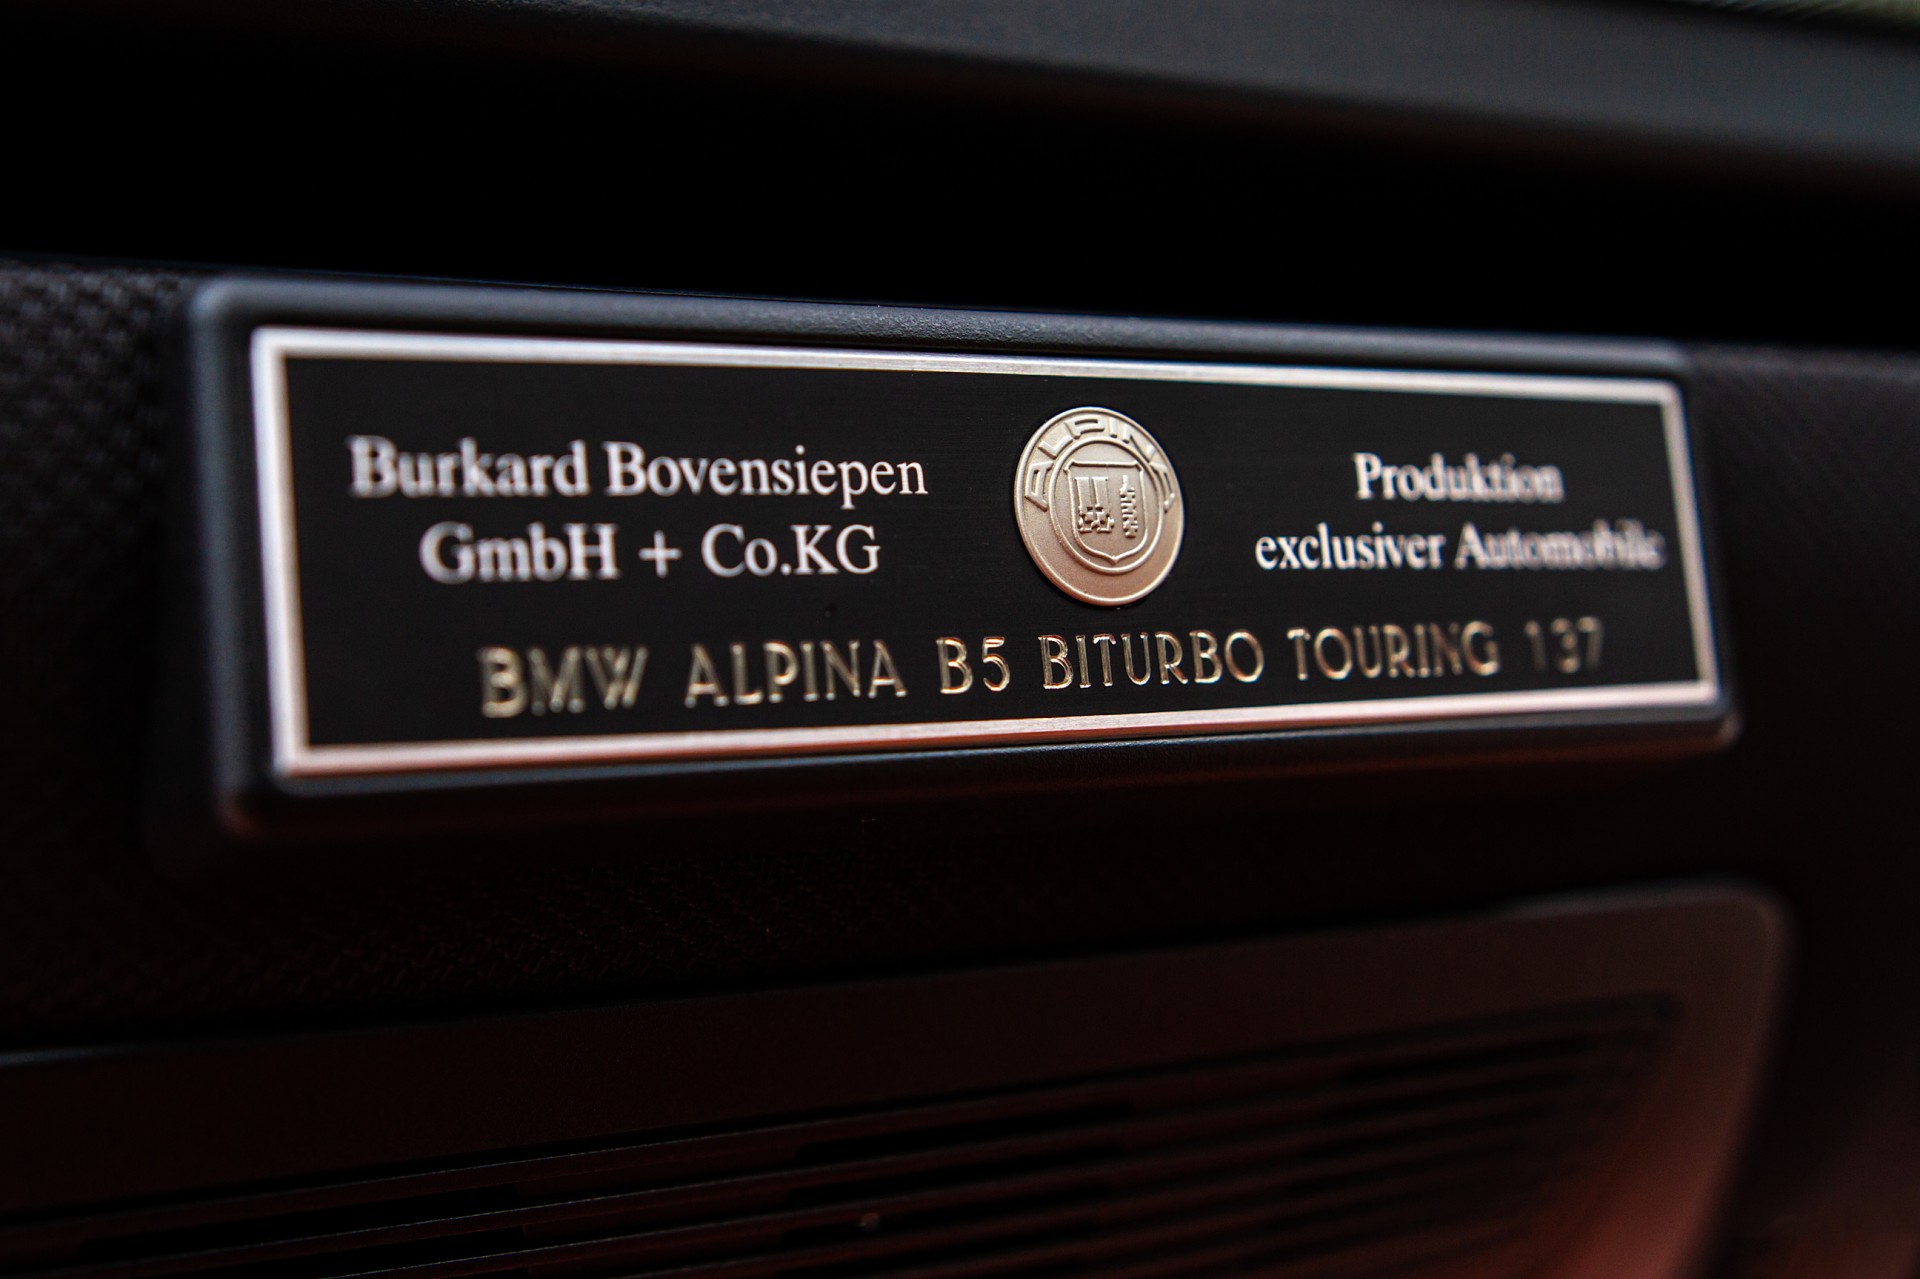 Burkard Bovensiepen
GmbH + Co.KG
ALPINA
Produktion
exclusiver Automobile
BMW ALPINA B5 BITURBO TOURING 137